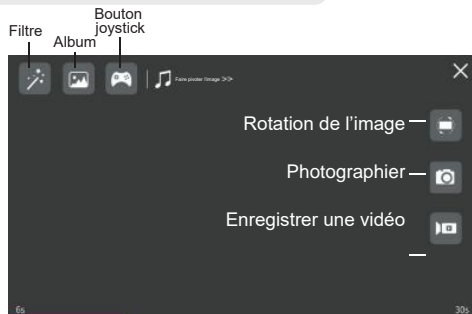 Bouton
joystick
Filtre
Album
Faire pivoter l'image >>
Rotation de l'image
Photographier
Enregistrer une vidéo
6s
30s